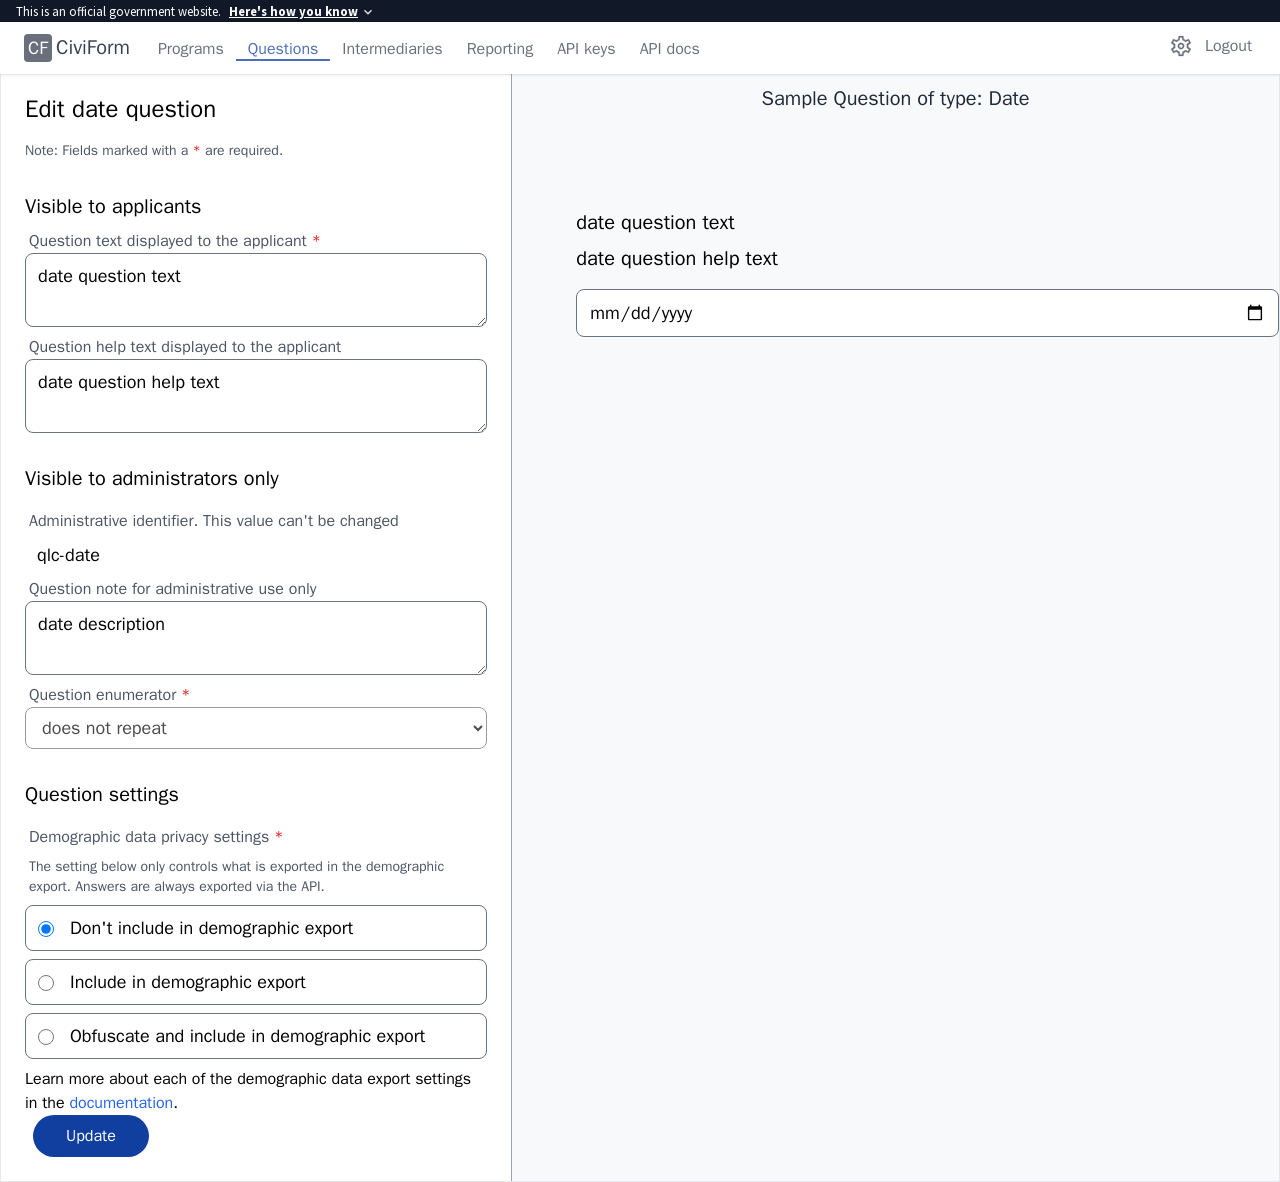 This is an official government website. Here's how you know
CF CiviForm Programs Questions Intermediaries Reporting API keys API docs Logout
Edit date question
Note: Fields marked with a * are required.
Visible to applicants
Question text displayed to the applicant *
date question text
Question help text displayed to the applicant
date question help text
Visible to administrators only
Administrative identifier. This value can't be changed
qlc-date
Question note for administrative use only
date description
Question enumerator *
does not repeat
Question settings
Demographic data privacy settings *
The setting below only controls what is exported in the demographic
export. Answers are always exported via the API.
Don't include in demographic export
Include in demographic export
Obfuscate and include in demographic export
Learn more about each of the demographic data export settings
in the documentation.
Update
Sample Question of type: Date
date question text
date question help text
mm/dd/yyyy